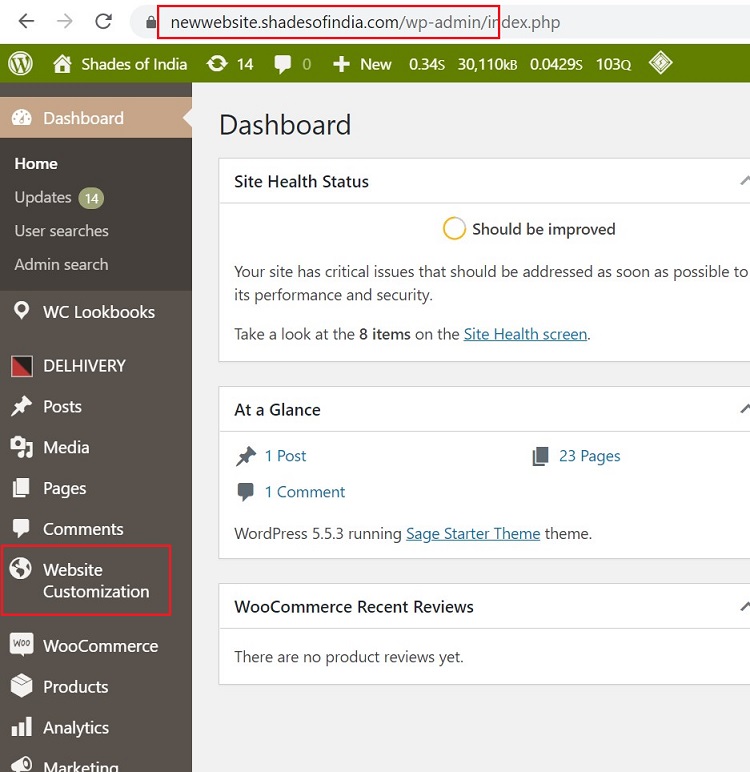 newwebsite.shadesofindia.com/wp-admin/index.php
Shades of India 14 0 New 0.34S 30,110KB 0.0429S 103Q
Dashboard
Home
Updates 14
User searches
Admin search
WC Lookbooks
DELHIVERY
Posts
Media
Pages
Comments
Website
Customization
WOO WooCommerce
Products
Analytics
Marketing
Dashboard
Site Health Status
Should be improved
Your site has critical issues that should be addressed as soon as possible to
its performance and security.
Take a look at the 8 items on the Site Health screen.
At a Glance
1 Post 23 Pages
1 Comment
WordPress 5.5.3 running Sage Starter Theme theme.
WooCommerce Recent Reviews
There are no product reviews yet.